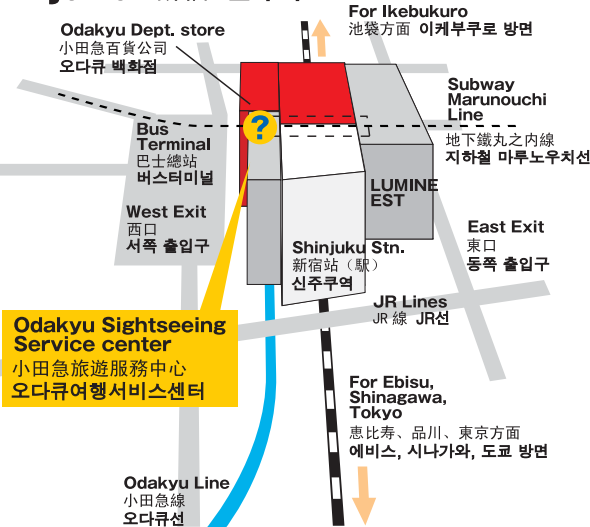 For Ikebukuro
池袋方面 이케부쿠로 방면
Odakyu Dept. store
小田急百貨公司
오다큐 백화점
?
Subway
Marunouchi
Line
地下鐵丸之内線
지하철 마루노우치선
Bus
Terminal
巴士總站
버스터미널
LUMINE
EST
West Exit
西口
서쪽 출입구
East Exit
東口
동쪽 출입구
Shinjuku Stn.
新宿站（駅）
신주쿠역
JR Lines
JR 線 JR선
Odakyu Sightseeing
Service center
小田急旅遊服務中心
오다큐여행서비스센터
For Ebisu,
Shinagawa,
Tokyo
恵比寿、品川、東京方面
에비스, 시나가와, 도쿄 방면
Odakyu Line
小田急線
오다큐선